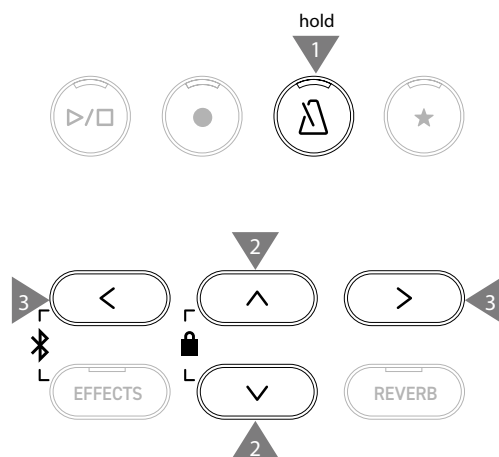 hold
1
▷/□ ● ★
2
3 < ∧ > 3
EFFECTS ∨ REVERB
2